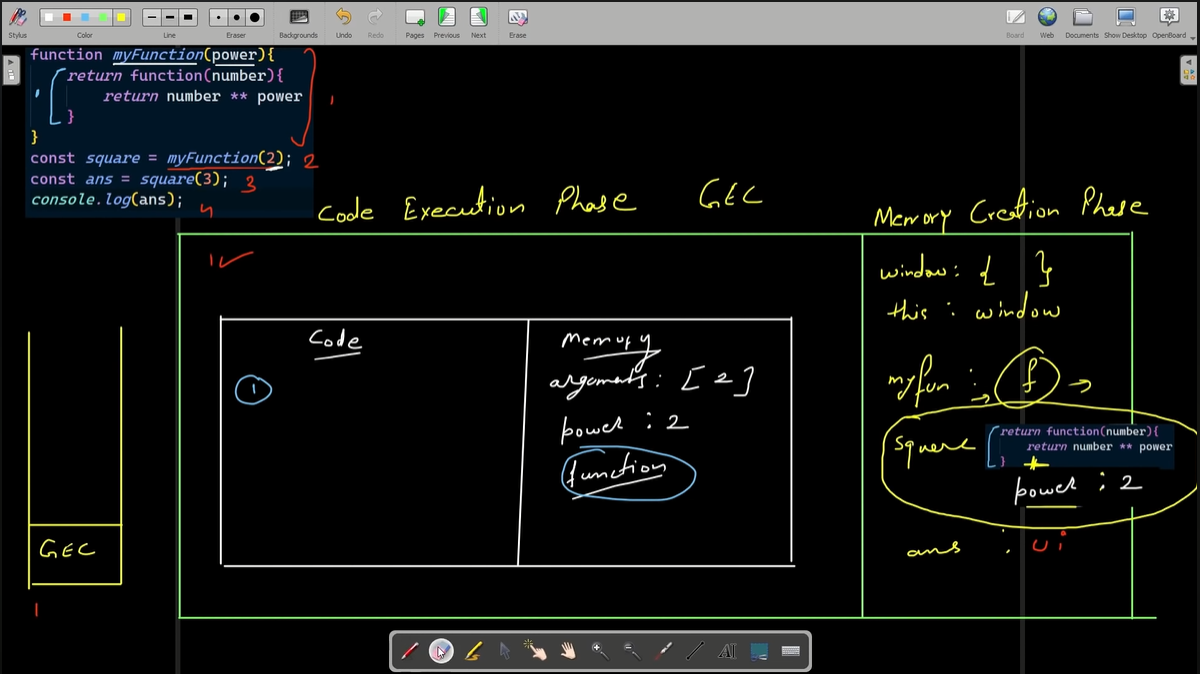 Stylus Color Line Eraser Backgrounds Undo Redo Pages Previous Next Erase Board Web Documents Show Desktop OpenBoard
function myFunction(power){
return function(number){
return number ** power
}
}
const square = myFunction(2);
const ans = square(3);
console.log(ans);
1
2
3
4
Code Execution Phase GEC
Memory Creation Phase
1
window: { }
this : window
Code
Memory
1
arguments: [ 2 ]
power : 2
function
myfun : f
square
return function(number){
return number ** power
}
power : 2
ans : ui
GEC
1
AI